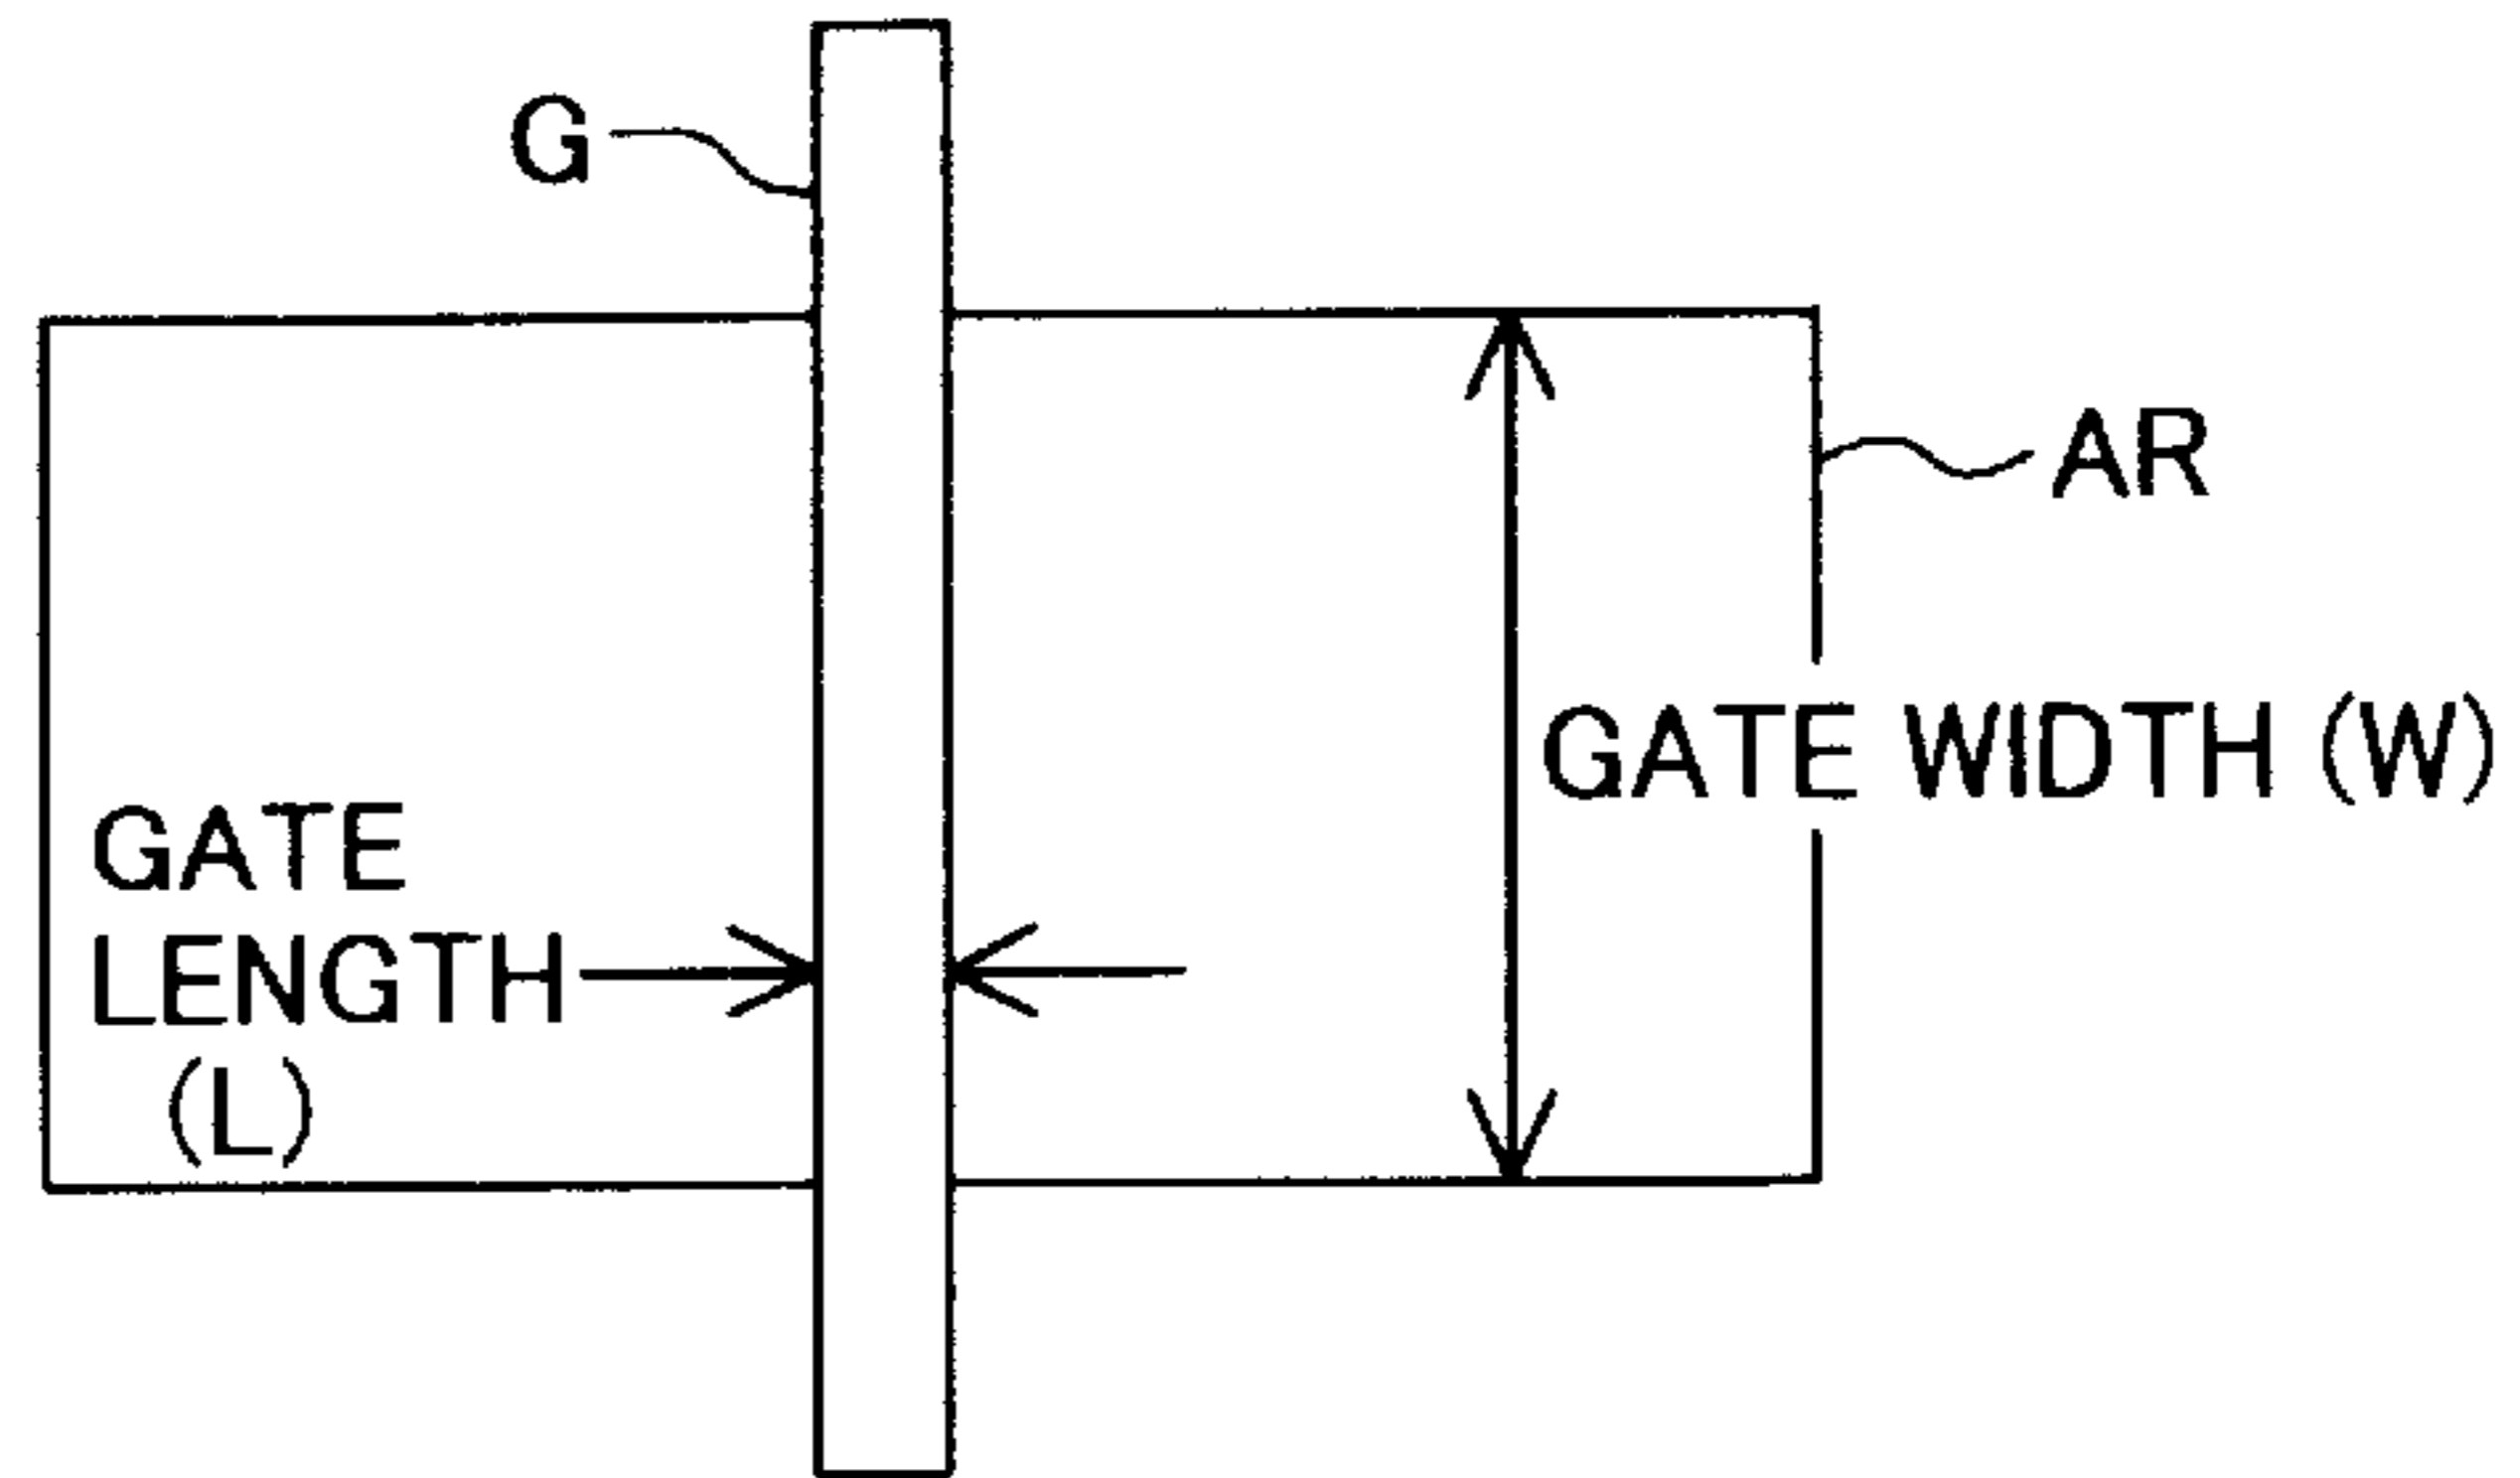 G
AR
GATE WIDTH (W)
GATE
LENGTH
(L)